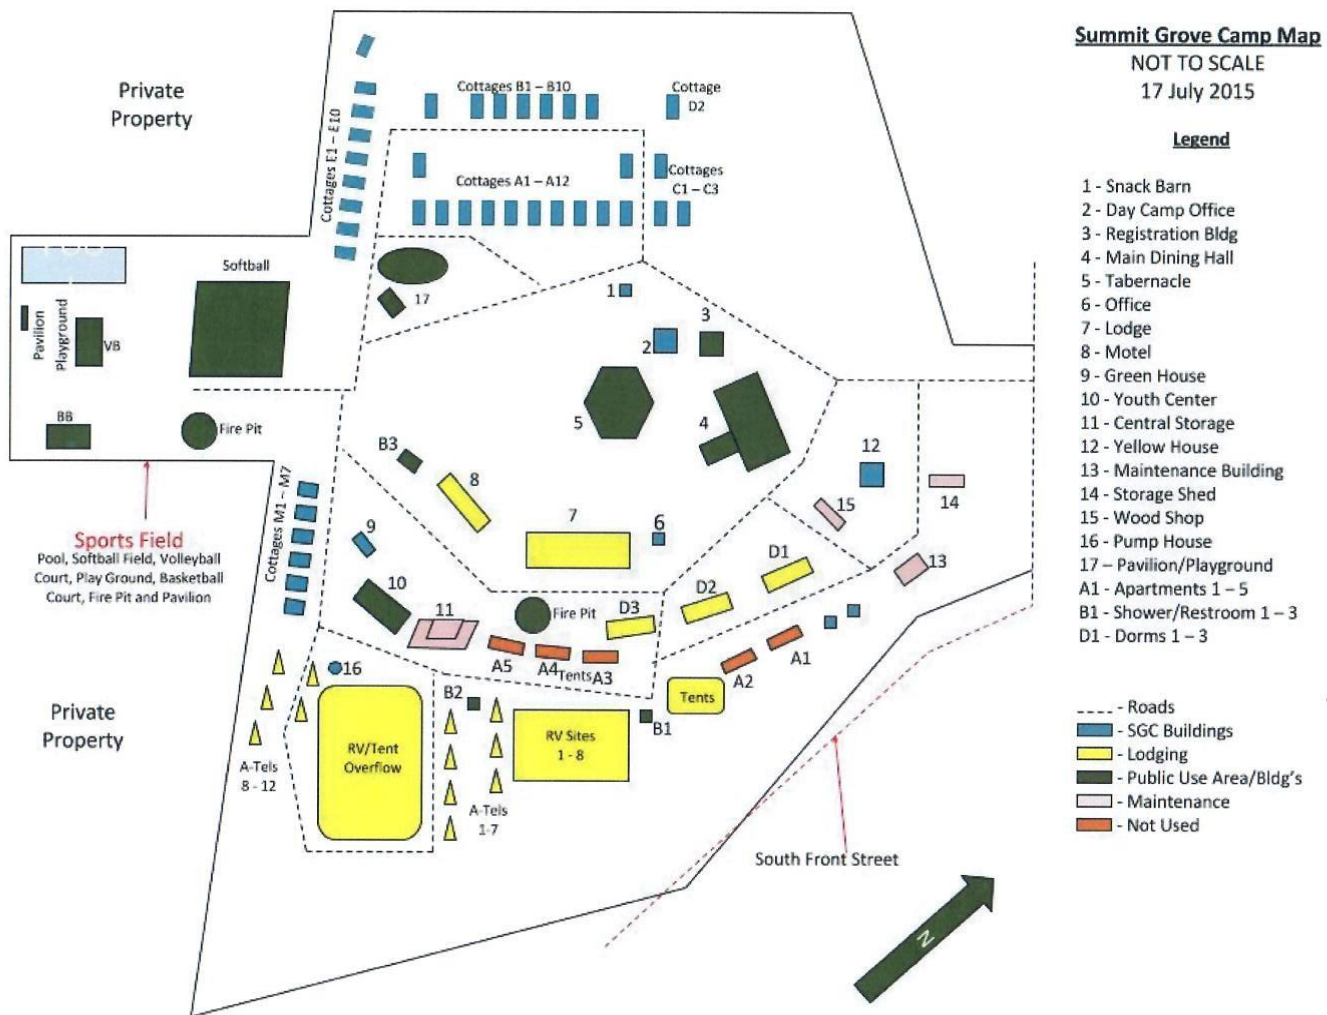 Summit Grove Camp Map
NOT TO SCALE
17 July 2015
Legend
1 - Snack Barn
2 - Day Camp Office
3 - Registration Bldg
4 - Main Dining Hall
5 - Tabernacle
6 - Office
7 - Lodge
8 - Motel
9 - Green House
10 - Youth Center
11 - Central Storage
12 - Yellow House
13 - Maintenance Building
14 - Storage Shed
15 - Wood Shop
16 - Pump House
17 – Pavilion/Playground
A1 - Apartments 1 – 5
B1 - Shower/Restroom 1 – 3
D1 - Dorms 1 – 3
- Roads
- SGC Buildings
- Lodging
- Public Use Area/Bldg's
- Maintenance
- Not Used
Private
Property
Cottages E1 – E10
Cottages B1 – B10
Cottage
D2
Cottages A1 – A12
Cottages
C1 – C3
Softball
Pavilion
Playground
VB
BB
Fire Pit
17
1
2
3
4
5
B3
8
7
6
12
15
14
13
Sports Field
Pool, Softball Field, Volleyball
Court, Play Ground, Basketball
Court, Fire Pit and Pavilion
Cottages M1 – M7
9
10
11
Fire Pit
D3
D2
D1
A5
A4
Tents
A3
A2
A1
16
Private
Property
A-Tels
8 - 12
RV/Tent
Overflow
B2
A-Tels
1-7
RV Sites
1 - 8
B1
Tents
South Front Street
N